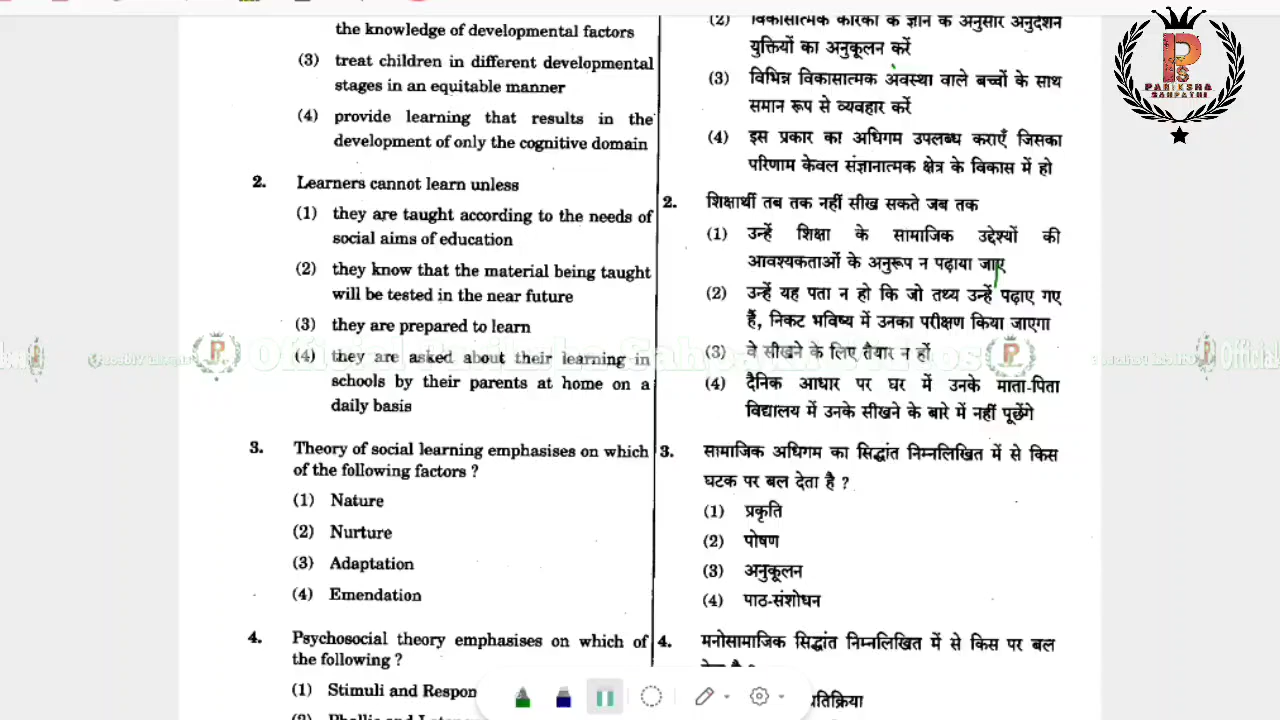 the knowledge of developmental factors
(3) treat children in different developmental
stages in an equitable manner
(4) provide learning that results in the
development of only the cognitive domain
2. Learners cannot learn unless
(1) they are taught according to the needs of
social aims of education
(2) they know that the material being taught
will be tested in the near future
(3) they are prepared to learn
(4) they are asked about their learning in
schools by their parents at home on a
daily basis
3. Theory of social learning emphasises on which
of the following factors ?
(1) Nature
(2) Nurture
(3) Adaptation
(4) Emendation
4. Psychosocial theory emphasises on which of
the following ?
(1) Stimuli and Respon
(2) विकासात्मक कारकों के ज्ञान के अनुसार अनुदेशन
युक्तियों का अनुकूलन करें
(3) विभिन्न विकासात्मक अवस्था वाले बच्चों के साथ
समान रूप से व्यवहार करें
(4) इस प्रकार का अधिगम उपलब्ध कराएँ जिसका
परिणाम केवल संज्ञानात्मक क्षेत्र के विकास में हो
2. शिक्षार्थी तब तक नहीं सीख सकते जब तक
(1) उन्हें शिक्षा के सामाजिक उद्देश्यों की
आवश्यकताओं के अनुरूप न पढ़ाया जाए
(2) उन्हें यह पता न हो कि जो तथ्य उन्हें पढ़ाए गए
हैं, निकट भविष्य में उनका परीक्षण किया जाएगा
(3) वे सीखने के लिए तैयार न हों
(4) दैनिक आधार पर घर में उनके माता-पिता
विद्यालय में उनके सीखने के बारे में नहीं पूछेंगे
3. सामाजिक अधिगम का सिद्धांत निम्नलिखित में से किस
घटक पर बल देता है ?
(1) प्रकृति
(2) पोषण
(3) अनुकूलन
(4) पाठ-संशोधन
4. मनोसामाजिक सिद्धांत निम्नलिखित में से किस पर बल
प्रतिक्रिया
PARIKSHA
SAHPATHI